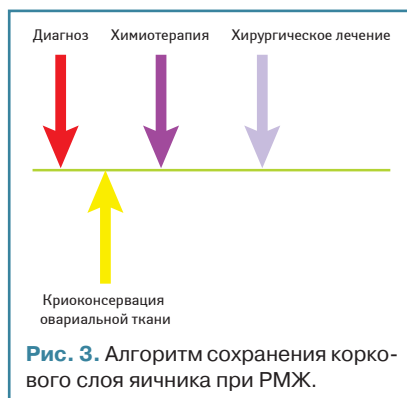 Диагноз Химиотерапия Хирургическое лечение
Криоконсервация
овариальной ткани
Рис. 3. Алгоритм сохранения корко-
вого слоя яичника при РМЖ.